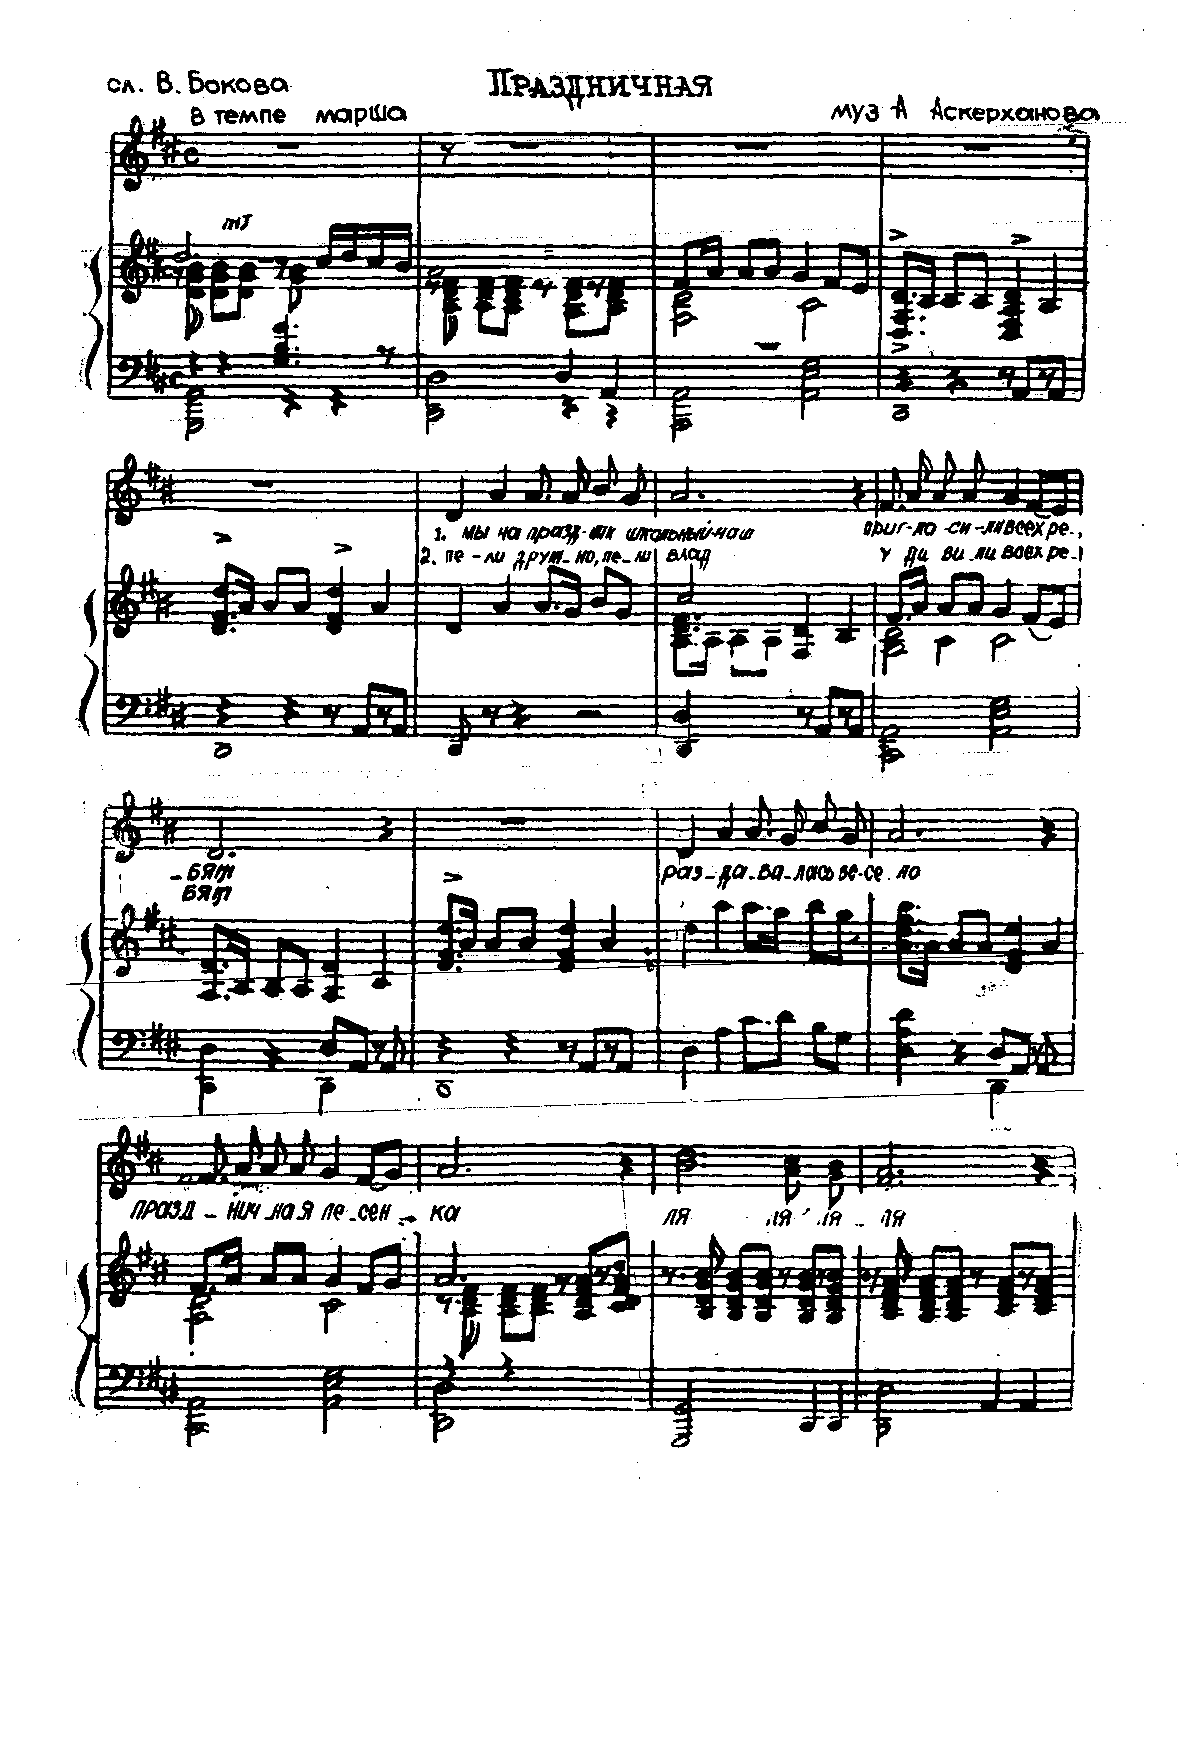 Праздничная
сл. В. Бокова
в темпе марша
муз А Аскерханова
mf
1. мы на празд-ник школьный наш приг-ла-си-ли всех ре-
2. пе-ли друж-но, пе-ли в лад у ди ви ли всех ре-
-бят раз-да-ва-лась ве-се-ло
бят
празд-нич-ная пе-сен-ка ля ля ля-ля